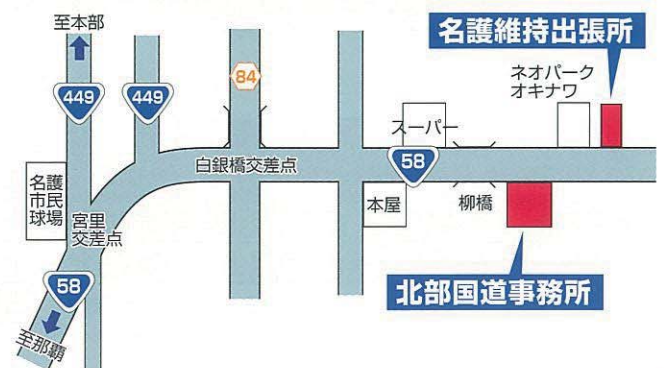 至本部
449
449
84
名護維持出張所
ネオパーク
オキナワ
スーパー
58
白銀橋交差点
名護
市民
球場
宮里
交差点
本屋
柳橋
58
至那覇
北部国道事務所